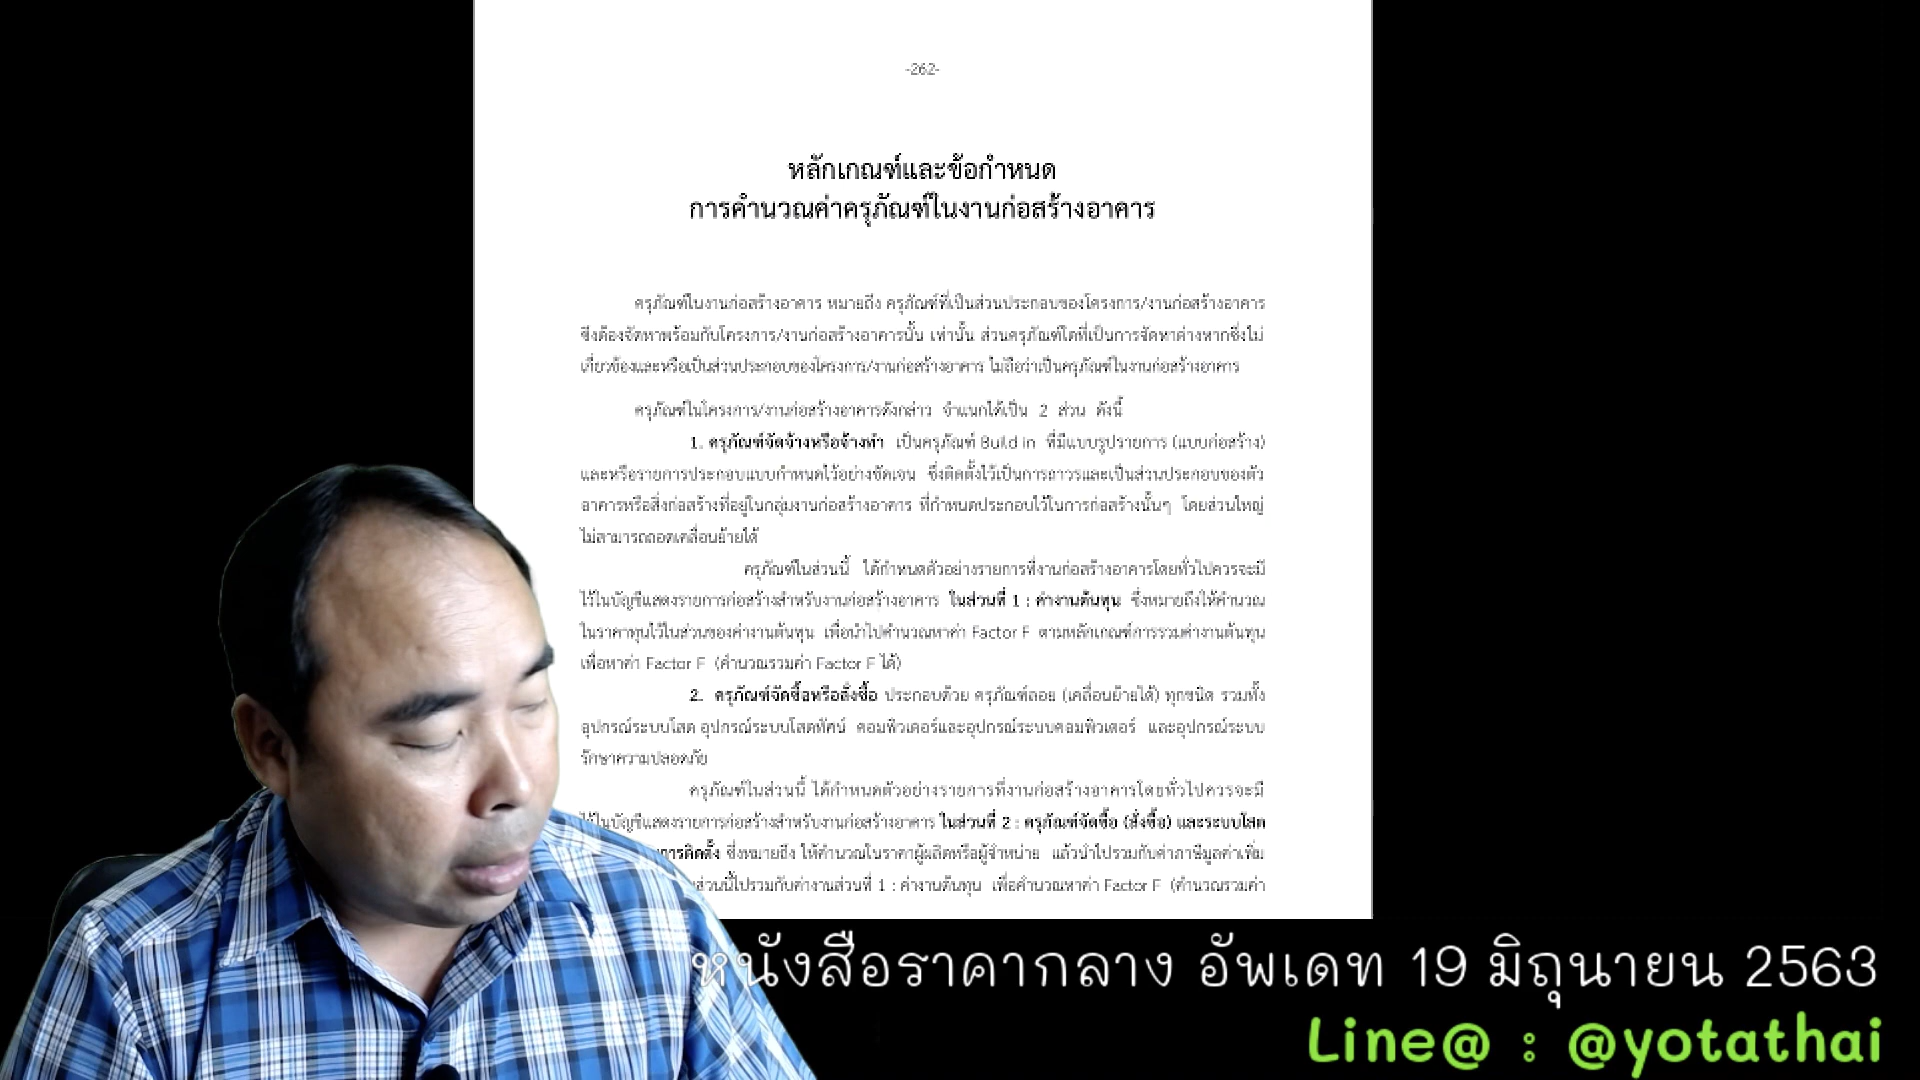 -262-
หลักเกณฑ์และข้อกำหนด
การคำนวณค่าครุภัณฑ์ในงานก่อสร้างอาคาร
ครุภัณฑ์ในงานก่อสร้างอาคาร หมายถึง ครุภัณฑ์ที่เป็นส่วนประกอบของโครงการ/งานก่อสร้างอาคาร
ซึ่งต้องจัดหาพร้อมกับโครงการ/งานก่อสร้างอาคารนั้น เท่านั้น ส่วนครุภัณฑ์ใดที่เป็นการจัดหาต่างหากซึ่งไม่
เกี่ยวข้องและหรือเป็นส่วนประกอบของโครงการ/งานก่อสร้างอาคาร ไม่ถือว่าเป็นครุภัณฑ์ในงานก่อสร้างอาคาร
ครุภัณฑ์ในโครงการ/งานก่อสร้างอาคารดังกล่าว จำแนกได้เป็น 2 ส่วน ดังนี้
1. ครุภัณฑ์จัดจ้างหรือจ้างทำ เป็นครุภัณฑ์ Build in ที่มีแบบรูปรายการ (แบบก่อสร้าง)
และหรือรายการประกอบแบบกำหนดไว้อย่างชัดเจน ซึ่งติดตั้งไว้เป็นการถาวรและเป็นส่วนประกอบของตัว
อาคารหรือสิ่งก่อสร้างที่อยู่ในกลุ่มงานก่อสร้างอาคาร ที่กำหนดประกอบไว้ในการก่อสร้างนั้นๆ โดยส่วนใหญ่
ไม่สามารถถอดเคลื่อนย้ายได้
ครุภัณฑ์ในส่วนนี้ ได้กำหนดตัวอย่างรายการที่งานก่อสร้างอาคารโดยทั่วไปควรจะมี
ไว้ในบัญชีแสดงรายการก่อสร้างสำหรับงานก่อสร้างอาคาร ในส่วนที่ 1 : ค่างานต้นทุน ซึ่งหมายถึงให้คำนวณ
ในราคาทุนไว้ในส่วนของค่างานต้นทุน เพื่อนำไปคำนวณหาค่า Factor F ตามหลักเกณฑ์การรวมค่างานต้นทุน
เพื่อหาค่า Factor F (คำนวณรวมค่า Factor F ได้)
2. ครุภัณฑ์จัดซื้อหรือสั่งซื้อ ประกอบด้วย ครุภัณฑ์ลอย (เคลื่อนย้ายได้) ทุกชนิด รวมทั้ง
อุปกรณ์ระบบโสต อุปกรณ์ระบบโสตทัศน์ คอมพิวเตอร์และอุปกรณ์ระบบคอมพิวเตอร์ และอุปกรณ์ระบบ
รักษาความปลอดภัย
ครุภัณฑ์ในส่วนนี้ ได้กำหนดตัวอย่างรายการที่งานก่อสร้างอาคารโดยทั่วไปควรจะมี
ไว้ในบัญชีแสดงรายการก่อสร้างสำหรับงานก่อสร้างอาคาร ในส่วนที่ 2 : ครุภัณฑ์จัดซื้อ (สั่งซื้อ) และระบบโสต
การติดตั้ง ซึ่งหมายถึง ให้คำนวณในราคาผู้ผลิตหรือผู้จำหน่าย แล้วนำไปรวมกับค่าภาษีมูลค่าเพิ่ม
ส่วนนี้ไปรวมกับค่างานส่วนที่ 1 : ค่างานต้นทุน เพื่อคำนวณหาค่า Factor F (คำนวณรวมค่า
หนังสือราคากลาง อัพเดท 19 มิถุนายน 2563
Line@ : @yotathai